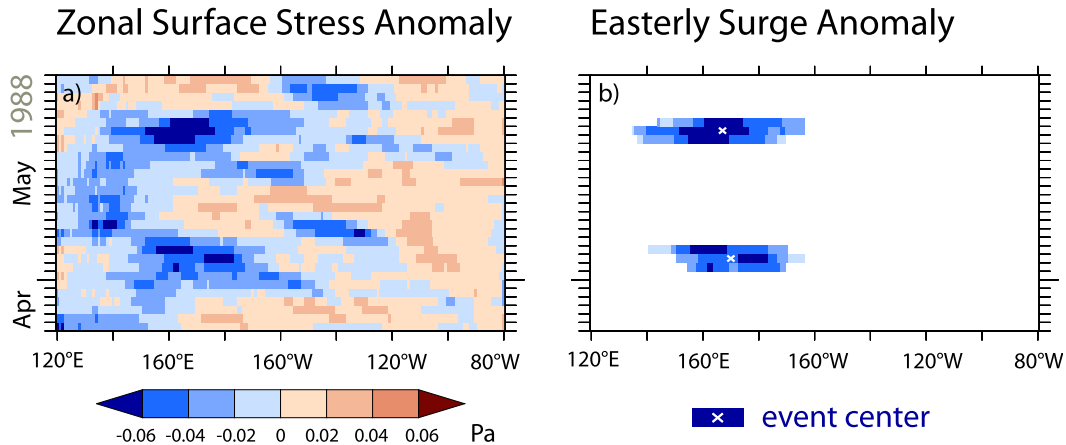 Zonal Surface Stress Anomaly
Easterly Surge Anomaly
a)
b)
1988
May
Apr
120°E 160°E 160°W 120°W 80°W
120°E 160°E 160°W 120°W 80°W
-0.06 -0.04 -0.02 0 0.02 0.04 0.06 Pa
event center